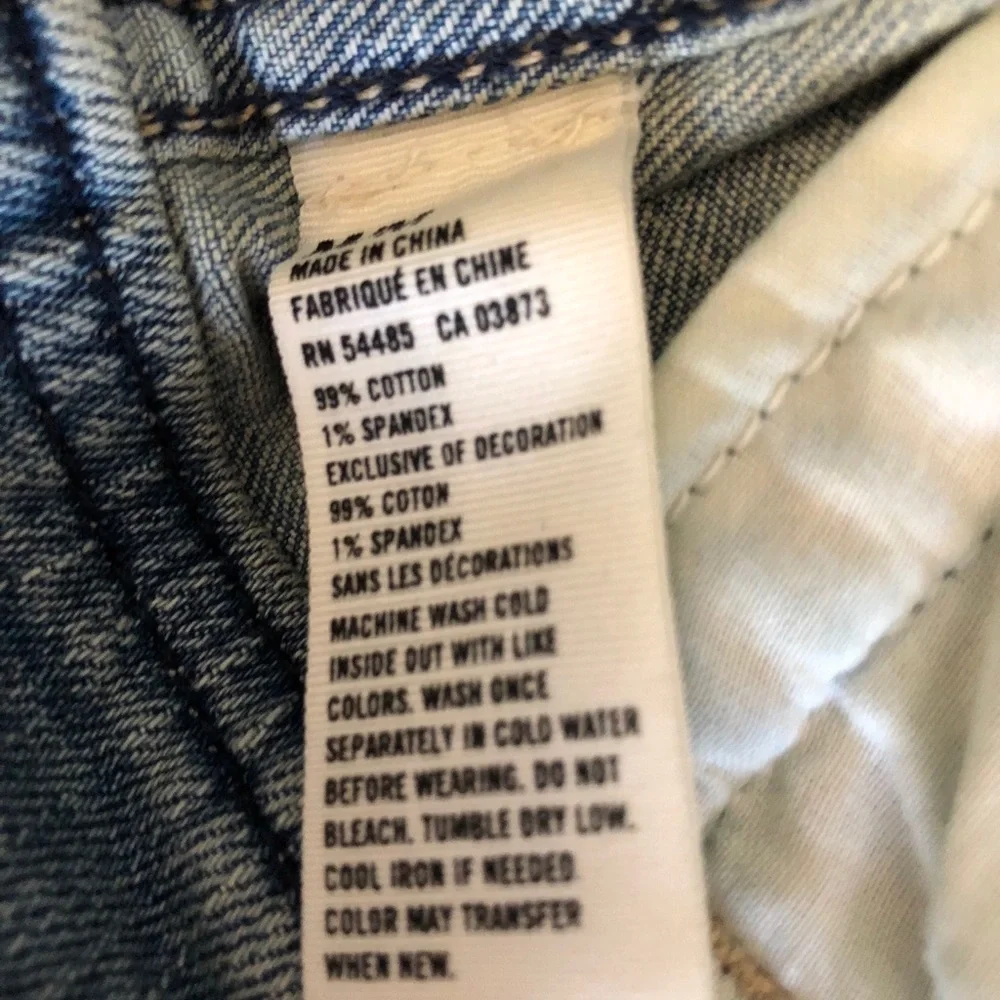 MADE IN CHINA
FABRIQUÉ EN CHINE
RN 54485 CA 03873
99% COTTON
1% SPANDEX
EXCLUSIVE OF DECORATION
99% COTON
1% SPANDEX
SANS LES DÉCORATIONS
MACHINE WASH COLD
INSIDE OUT WITH LIKE
COLORS. WASH ONCE
SEPARATELY IN COLD WATER
BEFORE WEARING. DO NOT
BLEACH. TUMBLE DRY LOW.
COOL IRON IF NEEDED.
COLOR MAY TRANSFER
WHEN NEW.